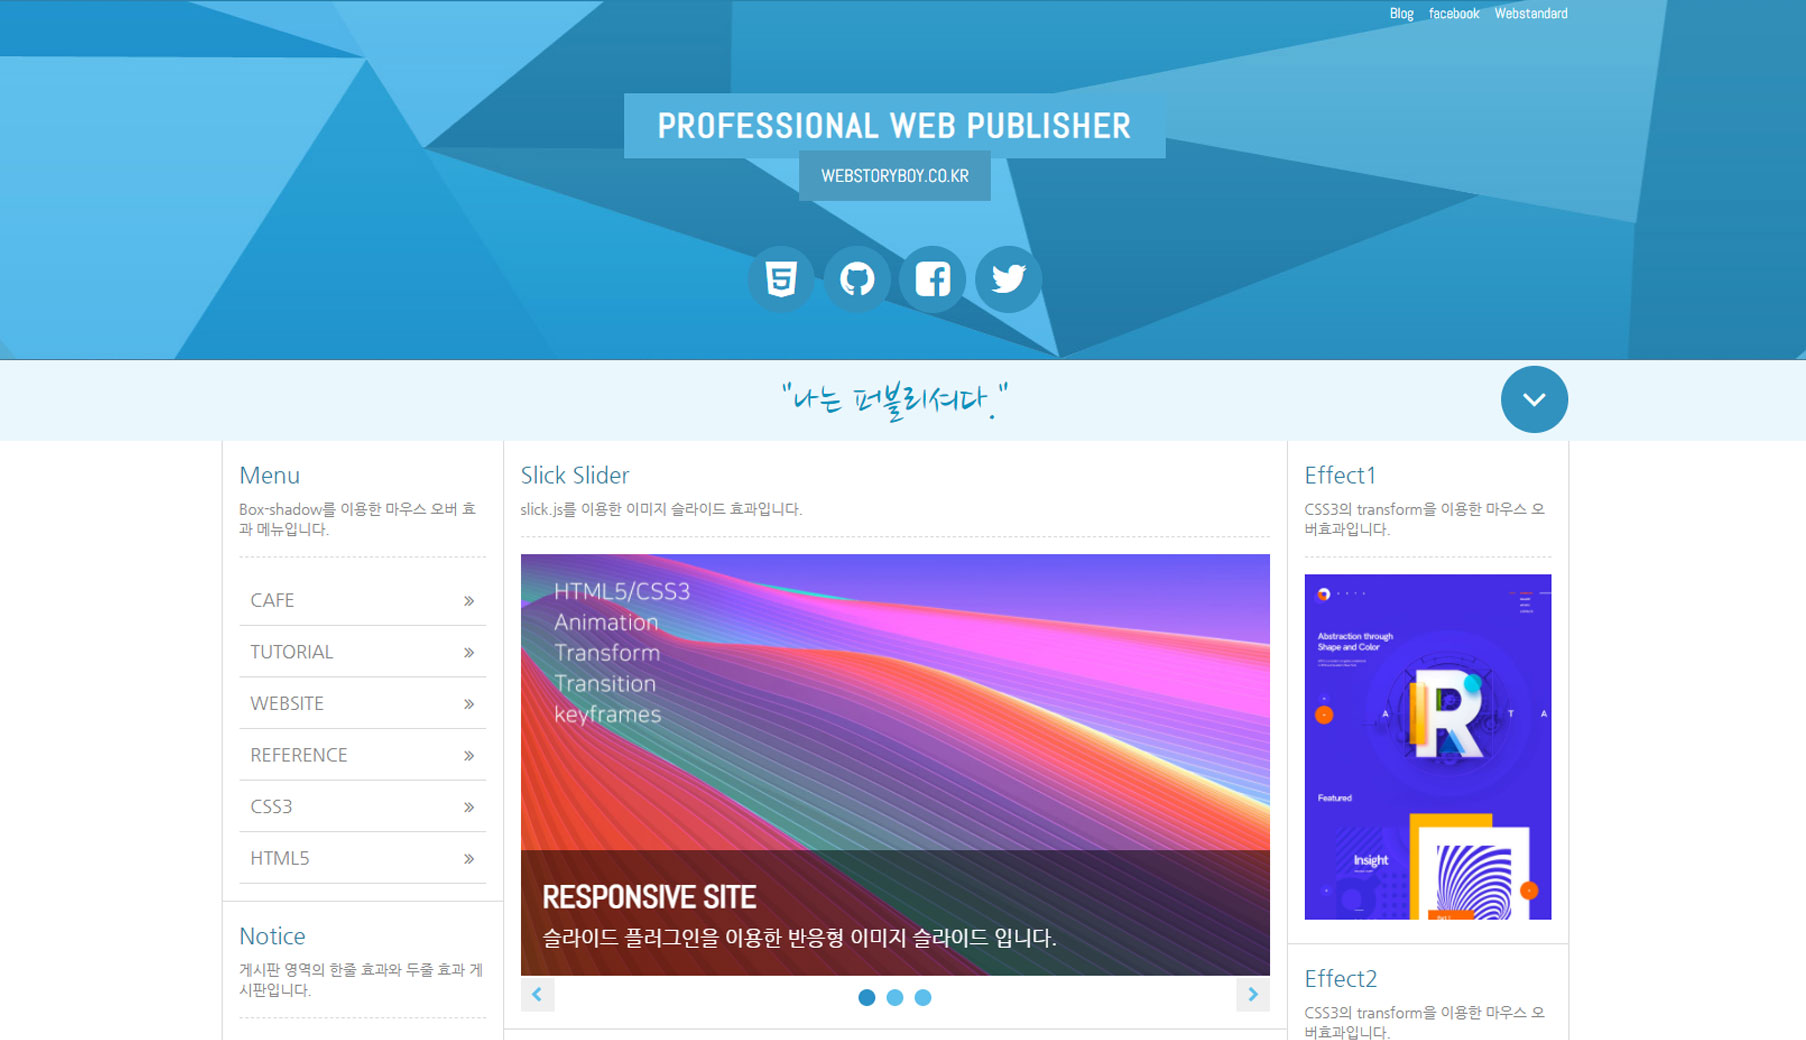 Blog facebook Webstandard
PROFESSIONAL WEB PUBLISHER
WEBSTORYBOY.CO.KR
"나는 퍼블리셔다."
Menu
Box-shadow를 이용한 마우스 오버 효
과 메뉴입니다.
CAFE
TUTORIAL
WEBSITE
REFERENCE
CSS3
HTML5
Notice
게시판 영역의 한줄 효과와 두줄 효과 게
시판입니다.
Slick Slider
slick.js를 이용한 이미지 슬라이드 효과입니다.
HTML5/CSS3
Animation
Transform
Transition
keyframes
RESPONSIVE SITE
슬라이드 플러그인을 이용한 반응형 이미지 슬라이드 입니다.
Effect1
CSS3의 transform을 이용한 마우스 오
버효과입니다.
Abstraction through
Shape and Color
R
A T A
Featured
Insight
Effect2
CSS3의 transform을 이용한 마우스 오
버효과입니다.